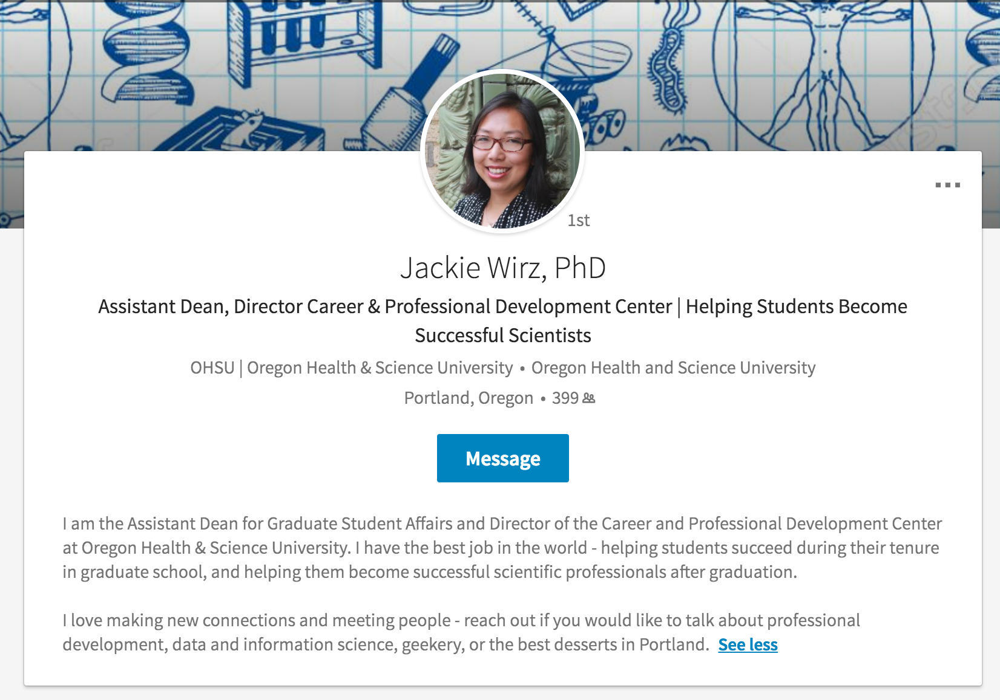 1st
Jackie Wirz, PhD
Assistant Dean, Director Career & Professional Development Center | Helping Students Become
Successful Scientists
OHSU | Oregon Health & Science University • Oregon Health and Science University
Portland, Oregon • 399
Message
I am the Assistant Dean for Graduate Student Affairs and Director of the Career and Professional Development Center
at Oregon Health & Science University. I have the best job in the world - helping students succeed during their tenure
in graduate school, and helping them become successful scientific professionals after graduation.
I love making new connections and meeting people - reach out if you would like to talk about professional
development, data and information science, geekery, or the best desserts in Portland. See less